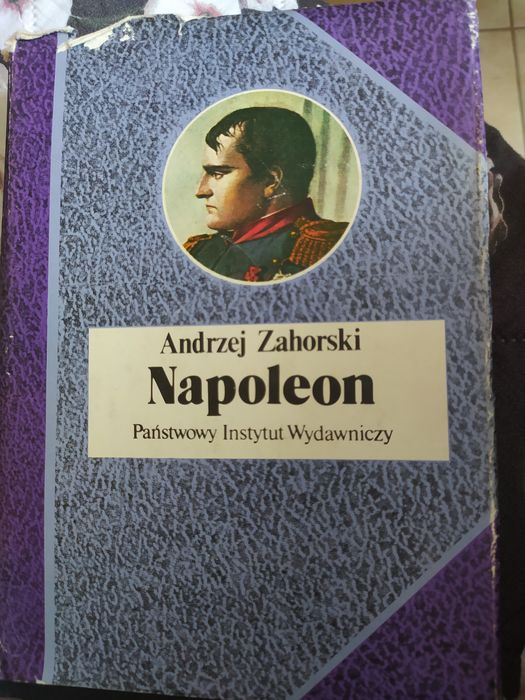 Andrzej Zahorski
Napoleon
Państwowy Instytut Wydawniczy